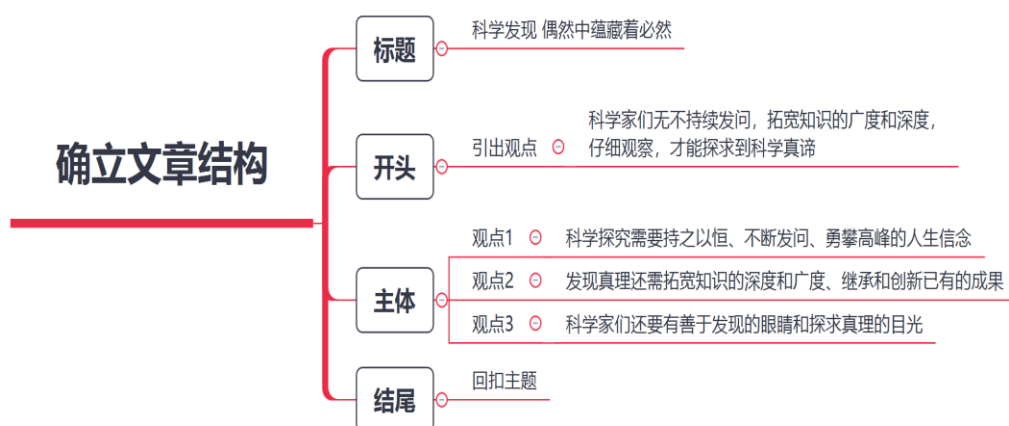 确立文章结构
标题
科学发现 偶然中蕴藏着必然
开头
引出观点
科学家们无不持续发问，拓宽知识的广度和深度，
仔细观察，才能探求到科学真谛
主体
观点1
科学探究需要持之以恒、不断发问、勇攀高峰的人生信念
观点2
发现真理还需拓宽知识的深度和广度、继承和创新已有的成果
观点3
科学家们还要有善于发现的眼睛和探求真理的目光
结尾
回扣主题